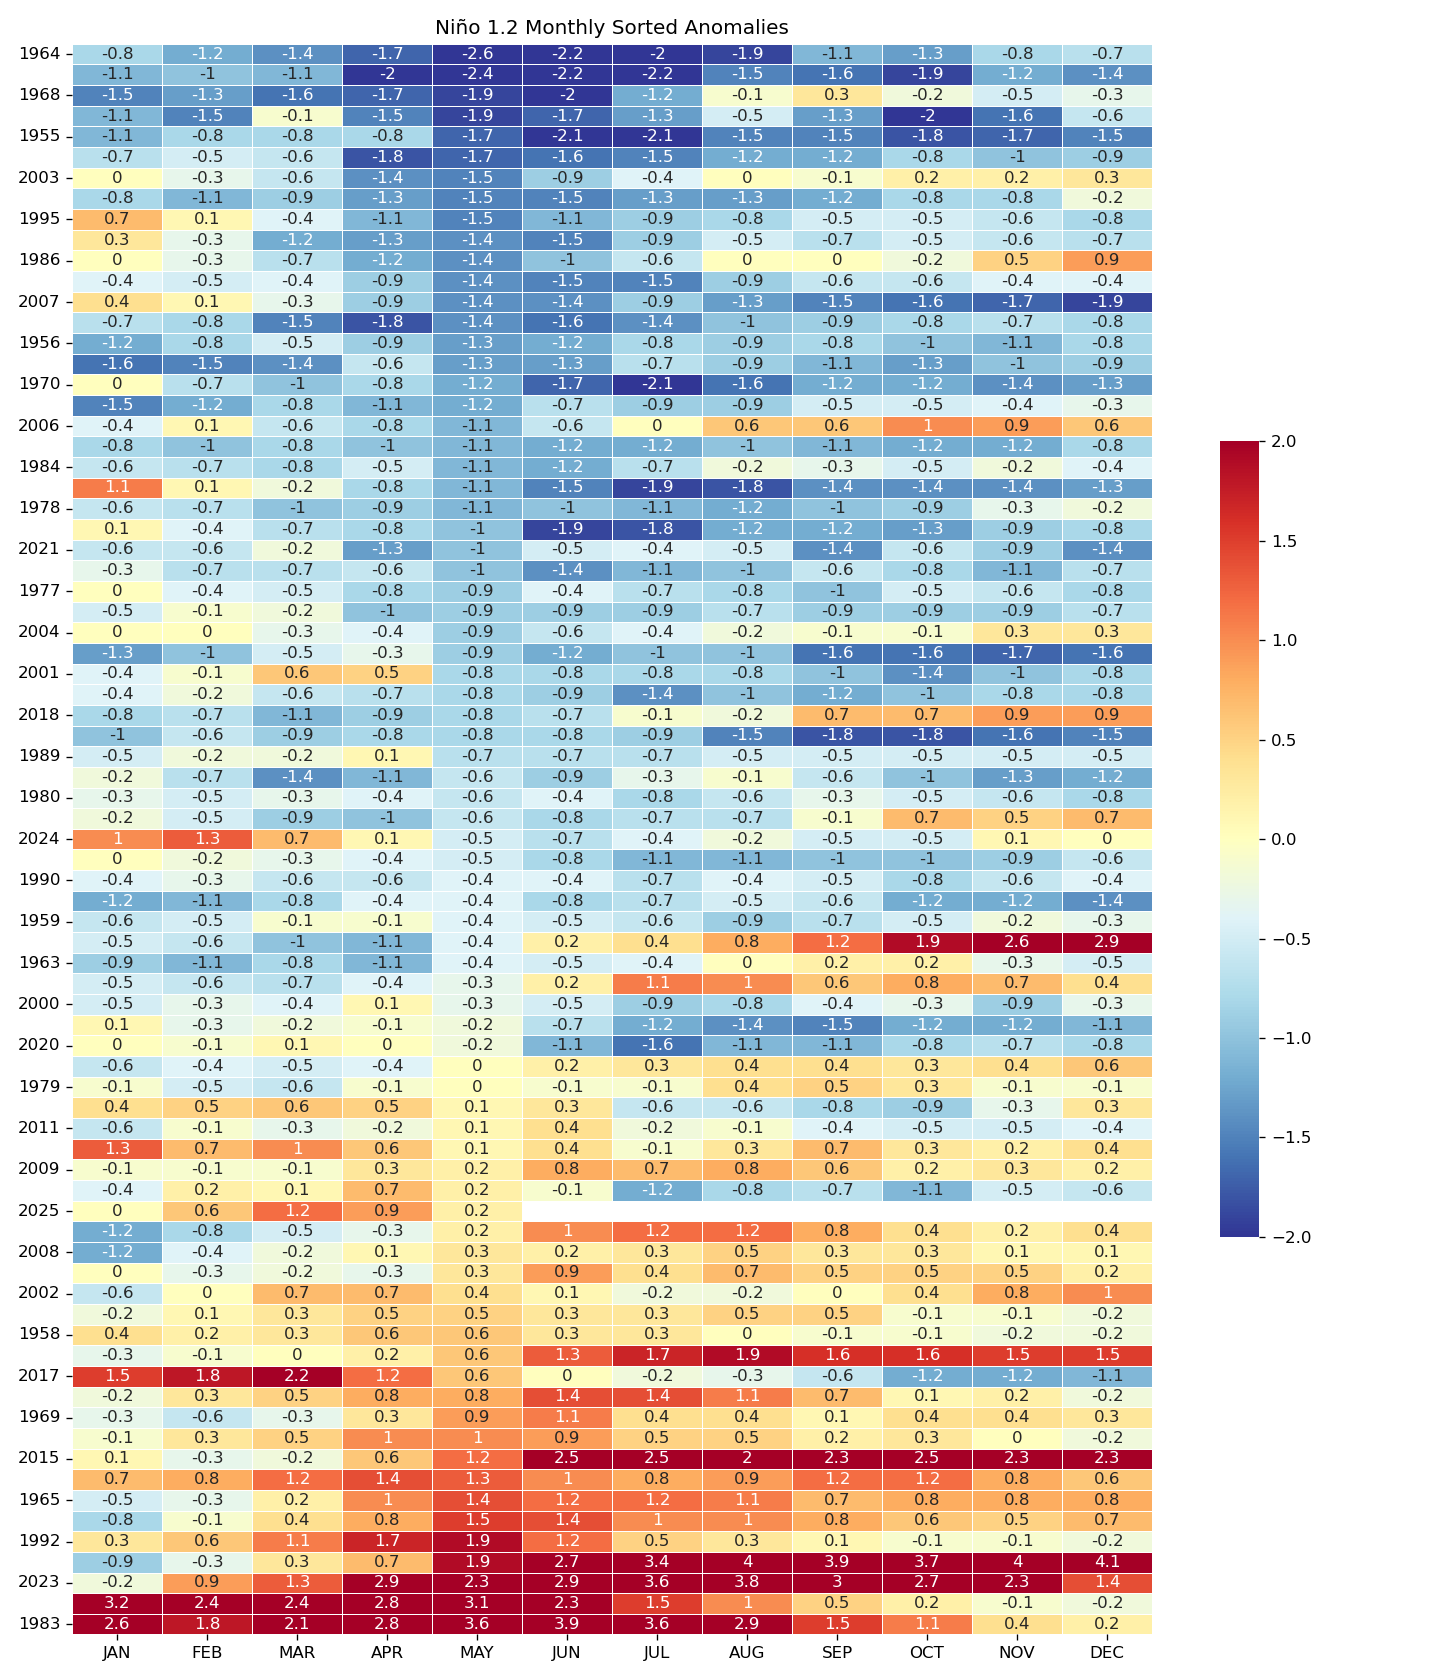 Niño 1.2 Monthly Sorted Anomalies
1964 -0.8 -1.2 -1.4 -1.7 -2.6 -2.2 -2 -1.9 -1.1 -1.3 -0.8 -0.7
-1.1 -1 -1.1 -2 -2.4 -2.2 -2.2 -1.5 -1.6 -1.9 -1.2 -1.4
1968 -1.5 -1.3 -1.6 -1.7 -1.9 -2 -1.2 -0.1 0.3 -0.2 -0.5 -0.3
-1.1 -1.5 -0.1 -1.5 -1.9 -1.7 -1.3 -0.5 -1.3 -2 -1.6 -0.6
1955 -1.1 -0.8 -0.8 -0.8 -1.7 -2.1 -2.1 -1.5 -1.5 -1.8 -1.7 -1.5
-0.7 -0.5 -0.6 -1.8 -1.7 -1.6 -1.5 -1.2 -1.2 -0.8 -1 -0.9
2003 0 -0.3 -0.6 -1.4 -1.5 -0.9 -0.4 0 -0.1 0.2 0.2 0.3
-0.8 -1.1 -0.9 -1.3 -1.5 -1.5 -1.3 -1.3 -1.2 -0.8 -0.8 -0.2
1995 0.7 0.1 -0.4 -1.1 -1.5 -1.1 -0.9 -0.8 -0.5 -0.5 -0.6 -0.8
0.3 -0.3 -1.2 -1.3 -1.4 -1.5 -0.9 -0.5 -0.7 -0.5 -0.6 -0.7
1986 0 -0.3 -0.7 -1.2 -1.4 -1 -0.6 0 0 -0.2 0.5 0.9
-0.4 -0.5 -0.4 -0.9 -1.4 -1.5 -1.5 -0.9 -0.6 -0.6 -0.4 -0.4
2007 0.4 0.1 -0.3 -0.9 -1.4 -1.4 -0.9 -1.3 -1.5 -1.6 -1.7 -1.9
-0.7 -0.8 -1.5 -1.8 -1.4 -1.6 -1.4 -1 -0.9 -0.8 -0.7 -0.8
1956 -1.2 -0.8 -0.5 -0.9 -1.3 -1.2 -0.8 -0.9 -0.8 -1 -1.1 -0.8
-1.6 -1.5 -1.4 -0.6 -1.3 -1.3 -0.7 -0.9 -1.1 -1.3 -1 -0.9
1970 0 -0.7 -1 -0.8 -1.2 -1.7 -2.1 -1.6 -1.2 -1.2 -1.4 -1.3
-1.5 -1.2 -0.8 -1.1 -1.2 -0.7 -0.9 -0.9 -0.5 -0.5 -0.4 -0.3
2006 -0.4 0.1 -0.6 -0.8 -1.1 -0.6 0 0.6 0.6 1 0.9 0.6
-0.8 -1 -0.8 -1 -1.1 -1.2 -1.2 -1 -1.1 -1.2 -1.2 -0.8
1984 -0.6 -0.7 -0.8 -0.5 -1.1 -1.2 -0.7 -0.2 -0.3 -0.5 -0.2 -0.4
1.1 0.1 -0.2 -0.8 -1.1 -1.5 -1.9 -1.8 -1.4 -1.4 -1.4 -1.3
1978 -0.6 -0.7 -1 -0.9 -1.1 -1 -1.1 -1.2 -1 -0.9 -0.3 -0.2
0.1 -0.4 -0.7 -0.8 -1 -1.9 -1.8 -1.2 -1.2 -1.3 -0.9 -0.8
2021 -0.6 -0.6 -0.2 -1.3 -1 -0.5 -0.4 -0.5 -1.4 -0.6 -0.9 -1.4
-0.3 -0.7 -0.7 -0.6 -1 -1.4 -1.1 -1 -0.6 -0.8 -1.1 -0.7
1977 0 -0.4 -0.5 -0.8 -0.9 -0.4 -0.7 -0.8 -1 -0.5 -0.6 -0.8
-0.5 -0.1 -0.2 -1 -0.9 -0.9 -0.9 -0.7 -0.9 -0.9 -0.9 -0.7
2004 0 0 -0.3 -0.4 -0.9 -0.6 -0.4 -0.2 -0.1 -0.1 0.3 0.3
-1.3 -1 -0.5 -0.3 -0.9 -1.2 -1 -1 -1.6 -1.6 -1.7 -1.6
2001 -0.4 -0.1 0.6 0.5 -0.8 -0.8 -0.8 -0.8 -1 -1.4 -1 -0.8
-0.4 -0.2 -0.6 -0.7 -0.8 -0.9 -1.4 -1 -1.2 -1 -0.8 -0.8
2018 -0.8 -0.7 -1.1 -0.9 -0.8 -0.7 -0.1 -0.2 0.7 0.7 0.9 0.9
-1 -0.6 -0.9 -0.8 -0.8 -0.8 -0.9 -1.5 -1.8 -1.8 -1.6 -1.5
1989 -0.5 -0.2 -0.2 0.1 -0.7 -0.7 -0.7 -0.5 -0.5 -0.5 -0.5 -0.5
-0.2 -0.7 -1.4 -1.1 -0.6 -0.9 -0.3 -0.1 -0.6 -1 -1.3 -1.2
1980 -0.3 -0.5 -0.3 -0.4 -0.6 -0.4 -0.8 -0.6 -0.3 -0.5 -0.6 -0.8
-0.2 -0.5 -0.9 -1 -0.6 -0.8 -0.7 -0.7 -0.1 0.7 0.5 0.7
2024 1 1.3 0.7 0.1 -0.5 -0.7 -0.4 -0.2 -0.5 -0.5 0.1 0
0 -0.2 -0.3 -0.4 -0.5 -0.8 -1.1 -1.1 -1 -1 -0.9 -0.6
1990 -0.4 -0.3 -0.6 -0.6 -0.4 -0.4 -0.7 -0.4 -0.5 -0.8 -0.6 -0.4
-1.2 -1.1 -0.8 -0.4 -0.4 -0.8 -0.7 -0.5 -0.6 -1.2 -1.2 -1.4
1959 -0.6 -0.5 -0.1 -0.1 -0.4 -0.5 -0.6 -0.9 -0.7 -0.5 -0.2 -0.3
-0.5 -0.6 -1 -1.1 -0.4 0.2 0.4 0.8 1.2 1.9 2.6 2.9
1963 -0.9 -1.1 -0.8 -1.1 -0.4 -0.5 -0.4 0 0.2 0.2 -0.3 -0.5
-0.5 -0.6 -0.7 -0.4 -0.3 0.2 1.1 1 0.6 0.8 0.7 0.4
2000 -0.5 -0.3 -0.4 0.1 -0.3 -0.5 -0.9 -0.8 -0.4 -0.3 -0.9 -0.3
0.1 -0.3 -0.2 -0.1 -0.2 -0.7 -1.2 -1.4 -1.5 -1.2 -1.2 -1.1
2020 0 -0.1 0.1 0 -0.2 -1.1 -1.6 -1.1 -1.1 -0.8 -0.7 -0.8
-0.6 -0.4 -0.5 -0.4 0 0.2 0.3 0.4 0.4 0.3 0.4 0.6
1979 -0.1 -0.5 -0.6 -0.1 0 -0.1 -0.1 0.4 0.5 0.3 -0.1 -0.1
0.4 0.5 0.6 0.5 0.1 0.3 -0.6 -0.6 -0.8 -0.9 -0.3 0.3
2011 -0.6 -0.1 -0.3 -0.2 0.1 0.4 -0.2 -0.1 -0.4 -0.5 -0.5 -0.4
1.3 0.7 1 0.6 0.1 0.4 -0.1 0.3 0.7 0.3 0.2 0.4
2009 -0.1 -0.1 -0.1 0.3 0.2 0.8 0.7 0.8 0.6 0.2 0.3 0.2
-0.4 0.2 0.1 0.7 0.2 -0.1 -1.2 -0.8 -0.7 -1.1 -0.5 -0.6
2025 0 0.6 1.2 0.9 0.2
-1.2 -0.8 -0.5 -0.3 0.2 1 1.2 1.2 0.8 0.4 0.2 0.4
2008 -1.2 -0.4 -0.2 0.1 0.3 0.2 0.3 0.5 0.3 0.3 0.1 0.1
0 -0.3 -0.2 -0.3 0.3 0.9 0.4 0.7 0.5 0.5 0.5 0.2
2002 -0.6 0 0.7 0.7 0.4 0.1 -0.2 -0.2 0 0.4 0.8 1
-0.2 0.1 0.3 0.5 0.5 0.3 0.3 0.5 0.5 -0.1 -0.1 -0.2
1958 0.4 0.2 0.3 0.6 0.6 0.3 0.3 0 -0.1 -0.1 -0.2 -0.2
-0.3 -0.1 0 0.2 0.6 1.3 1.7 1.9 1.6 1.6 1.5 1.5
2017 1.5 1.8 2.2 1.2 0.6 0 -0.2 -0.3 -0.6 -1.2 -1.2 -1.1
-0.2 0.3 0.5 0.8 0.8 1.4 1.4 1.1 0.7 0.1 0.2 -0.2
1969 -0.3 -0.6 -0.3 0.3 0.9 1.1 0.4 0.4 0.1 0.4 0.4 0.3
-0.1 0.3 0.5 1 1 0.9 0.5 0.5 0.2 0.3 0 -0.2
2015 0.1 -0.3 -0.2 0.6 1.2 2.5 2.5 2 2.3 2.5 2.3 2.3
0.7 0.8 1.2 1.4 1.3 1 0.8 0.9 1.2 1.2 0.8 0.6
1965 -0.5 -0.3 0.2 1 1.4 1.2 1.2 1.1 0.7 0.8 0.8 0.8
-0.8 -0.1 0.4 0.8 1.5 1.4 1 1 0.8 0.6 0.5 0.7
1992 0.3 0.6 1.1 1.7 1.9 1.2 0.5 0.3 0.1 -0.1 -0.1 -0.2
-0.9 -0.3 0.3 0.7 1.9 2.7 3.4 4 3.9 3.7 4 4.1
2023 -0.2 0.9 1.3 2.9 2.3 2.9 3.6 3.8 3 2.7 2.3 1.4
3.2 2.4 2.4 2.8 3.1 2.3 1.5 1 0.5 0.2 -0.1 -0.2
1983 2.6 1.8 2.1 2.8 3.6 3.9 3.6 2.9 1.5 1.1 0.4 0.2
JAN FEB MAR APR MAY JUN JUL AUG SEP OCT NOV DEC
2.0
1.5
1.0
0.5
0.0
−0.5
−1.0
−1.5
−2.0